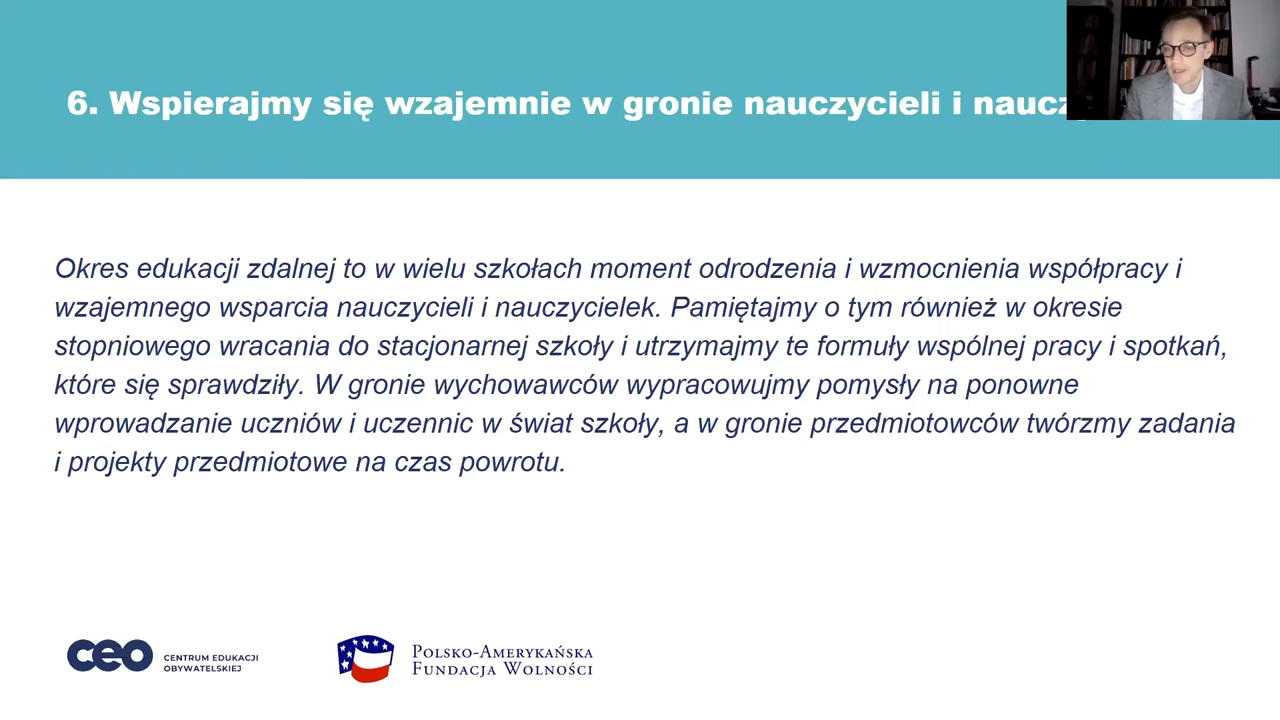 6. Wspierajmy się wzajemnie w gronie nauczycieli i
Okres edukacji zdalnej to w wielu szkołach moment odrodzenia i wzmocnienia współpracy i
wzajemnego wsparcia nauczycieli i nauczycielek. Pamiętajmy o tym również w okresie
stopniowego wracania do stacjonarnej szkoły i utrzymajmy te formuły wspólnej pracy i spotkań,
które się sprawdziły. W gronie wychowawców wypracowujmy pomysły na ponowne
wprowadzanie uczniów i uczennic w świat szkoły, a w gronie przedmiotowców twórzmy zadania
i projekty przedmiotowe na czas powrotu.
ceo
CENTRUM EDUKACJI
OBYWATELSKIEJ
POLSKO-AMERYKAŃSKA
FUNDACJA WOLNOŚCI